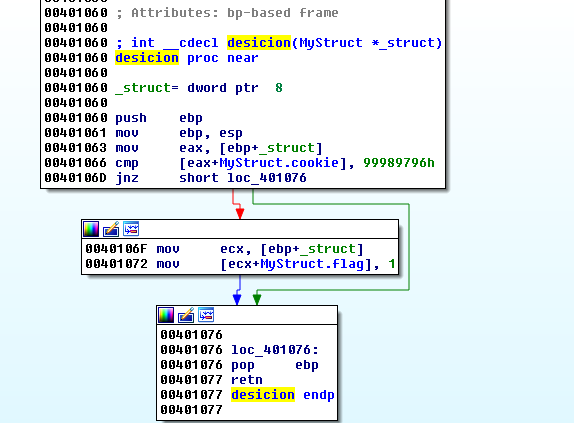 00401060
00401060 ; Attributes: bp-based frame
00401060
00401060 ; int __cdecl desicion(MyStruct *_struct)
00401060 desicion proc near
00401060
00401060 _struct= dword ptr  8
00401060
00401060 push    ebp
00401061 mov     ebp, esp
00401063 mov     eax, [ebp+_struct]
00401066 cmp     [eax+MyStruct.cookie], 99989796h
0040106D jnz     short loc_401076
0040106F mov     ecx, [ebp+_struct]
00401072 mov     [ecx+MyStruct.flag], 1
00401076
00401076 loc_401076:
00401076 pop     ebp
00401077 retn
00401077 desicion endp
00401077